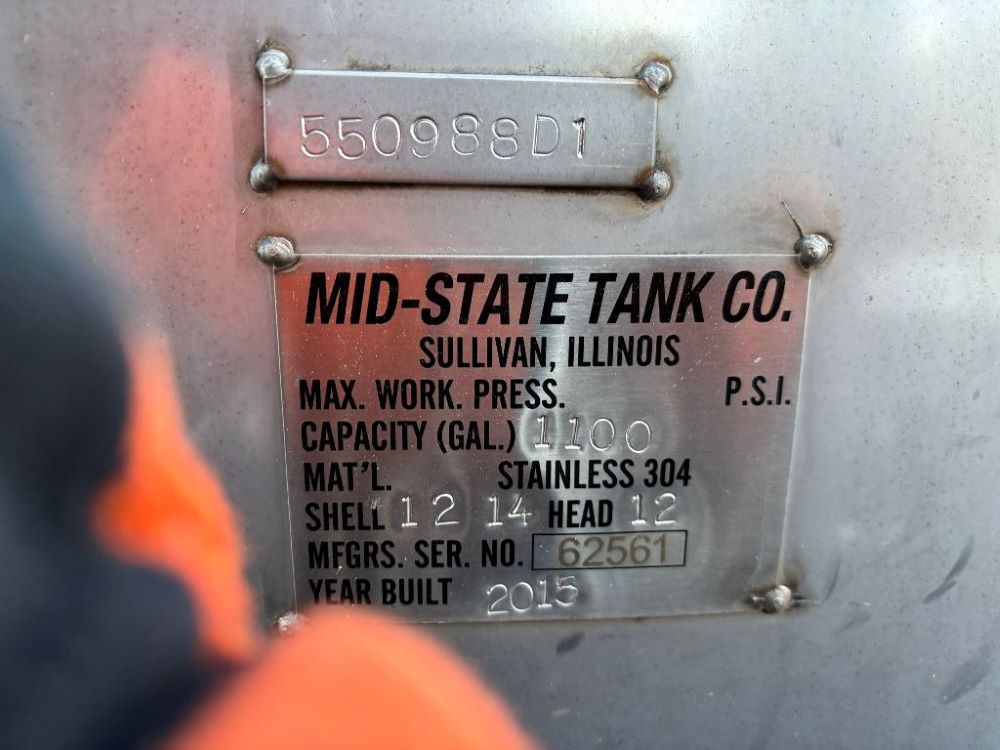 550988D1
MID-STATE TANK CO.
SULLIVAN, ILLINOIS
MAX. WORK. PRESS. P.S.I.
CAPACITY (GAL.) 1100
MAT'L. STAINLESS 304
SHELL 12 14 HEAD 12
MFGRS. SER. NO. 62561
YEAR BUILT 2015